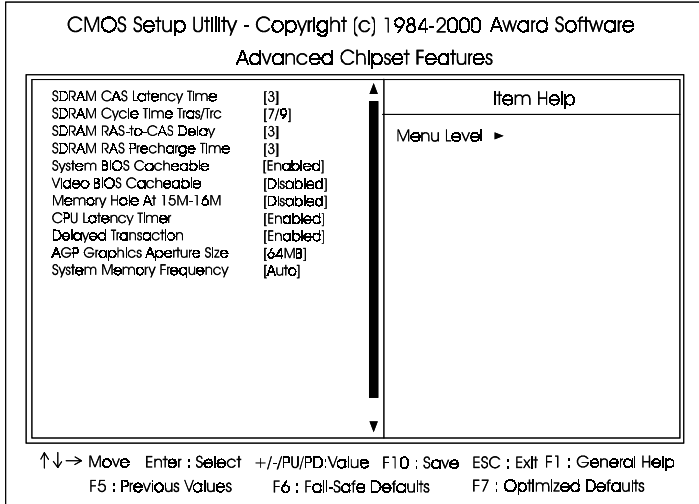 CMOS Setup Utility - Copyright (c) 1984-2000 Award Software
Advanced Chipset Features
SDRAM CAS Latency Time [3]
SDRAM Cycle Time Tras/Trc [7/9]
SDRAM RAS-to-CAS Delay [3]
SDRAM RAS Precharge Time [3]
System BIOS Cacheable [Enabled]
Video BIOS Cacheable [Disabled]
Memory Hole At 15M-16M [Disabled]
CPU Latency Timer [Enabled]
Delayed Transaction [Enabled]
AGP Graphics Aperture Size [64MB]
System Memory Frequency [Auto]
Item Help
Menu Level ►
↑↓→ Move Enter : Select +/-/PU/PD:Value F10 : Save ESC : Exit F1 : General Help
F5 : Previous Values F6 : Fail-Safe Defaults F7 : Optimized Defaults